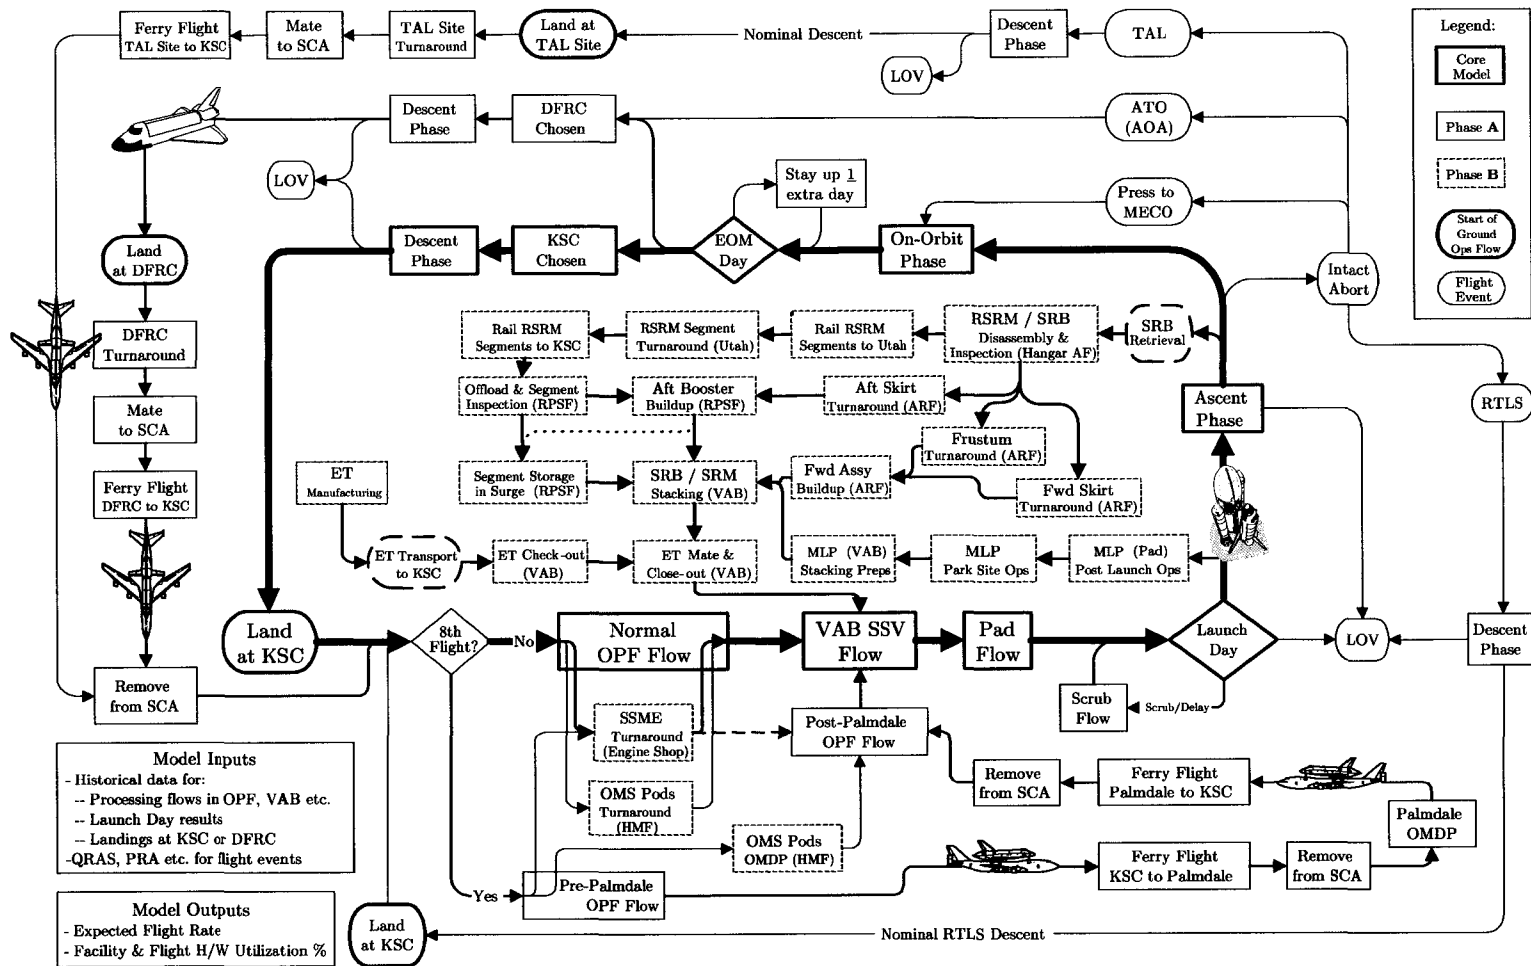 Ferry Flight
TAL Site to KSC
Mate
to SCA
TAL Site
Turnaround
Land at
TAL Site
Nominal Descent
Descent
Phase
TAL
LOV
Legend:
Core
Model
Phase A
Phase B
Start of
Ground
Ops Flow
Flight
Event
Descent
Phase
DFRC
Chosen
ATO
(AOA)
LOV
Stay up 1
extra day
Press to
MECO
Land
at DFRC
Descent
Phase
KSC
Chosen
EOM
Day
On-Orbit
Phase
Intact
Abort
DFRC
Turnaround
Rail RSRM
Segments to KSC
RSRM Segment
Turnaround (Utah)
Rail RSRM
Segments to Utah
RSRM / SRB
Disassembly &
Inspection (Hangar AF)
SRB
Retrieval
Offload & Segment
Inspection (RPSF)
Aft Booster
Buildup (RPSF)
Aft Skirt
Turnaround (ARF)
Ascent
Phase
RTLS
Mate
to SCA
Frustum
Turnaround (ARF)
Ferry Flight
DFRC to KSC
ET
Manufacturing
Segment Storage
in Surge (RPSF)
SRB / SRM
Stacking (VAB)
Fwd Assy
Buildup (ARF)
Fwd Skirt
Turnaround (ARF)
ET Transport
to KSC
ET Check-out
(VAB)
ET Mate &
Close-out (VAB)
MLP (VAB)
Stacking Preps
MLP
Park Site Ops
MLP (Pad)
Post Launch Ops
Land
at KSC
8th
Flight?
No
Normal
OPF Flow
VAB SSV
Flow
Pad
Flow
Launch
Day
LOV
Descent
Phase
Remove
from SCA
Scrub
Flow
Scrub/Delay
SSME
Turnaround
(Engine Shop)
Post-Palmdale
OPF Flow
Model Inputs
- Historical data for:
-- Processing flows in OPF, VAB etc.
-- Launch Day results
-- Landings at KSC or DFRC
-QRAS, PRA etc. for flight events
OMS Pods
Turnaround
(HMF)
Remove
from SCA
Ferry Flight
Palmdale to KSC
Palmdale
OMDP
OMS Pods
OMDP (HMF)
Ferry Flight
KSC to Palmdale
Remove
from SCA
Yes
Pre-Palmdale
OPF Flow
Model Outputs
- Expected Flight Rate
- Facility & Flight H/W Utilization %
Land
at KSC
Nominal RTLS Descent